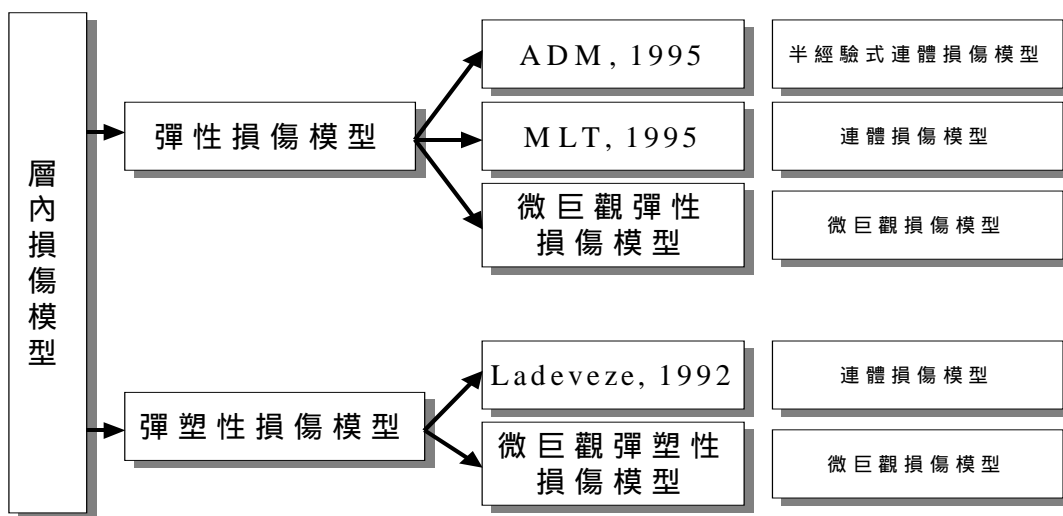 層內損傷模型
彈性損傷模型
ADM, 1995
半經驗式連體損傷模型
MLT, 1995
連體損傷模型
微巨觀彈性
損傷模型
微巨觀損傷模型
彈塑性損傷模型
Ladeveze, 1992
連體損傷模型
微巨觀彈塑性
損傷模型
微巨觀損傷模型